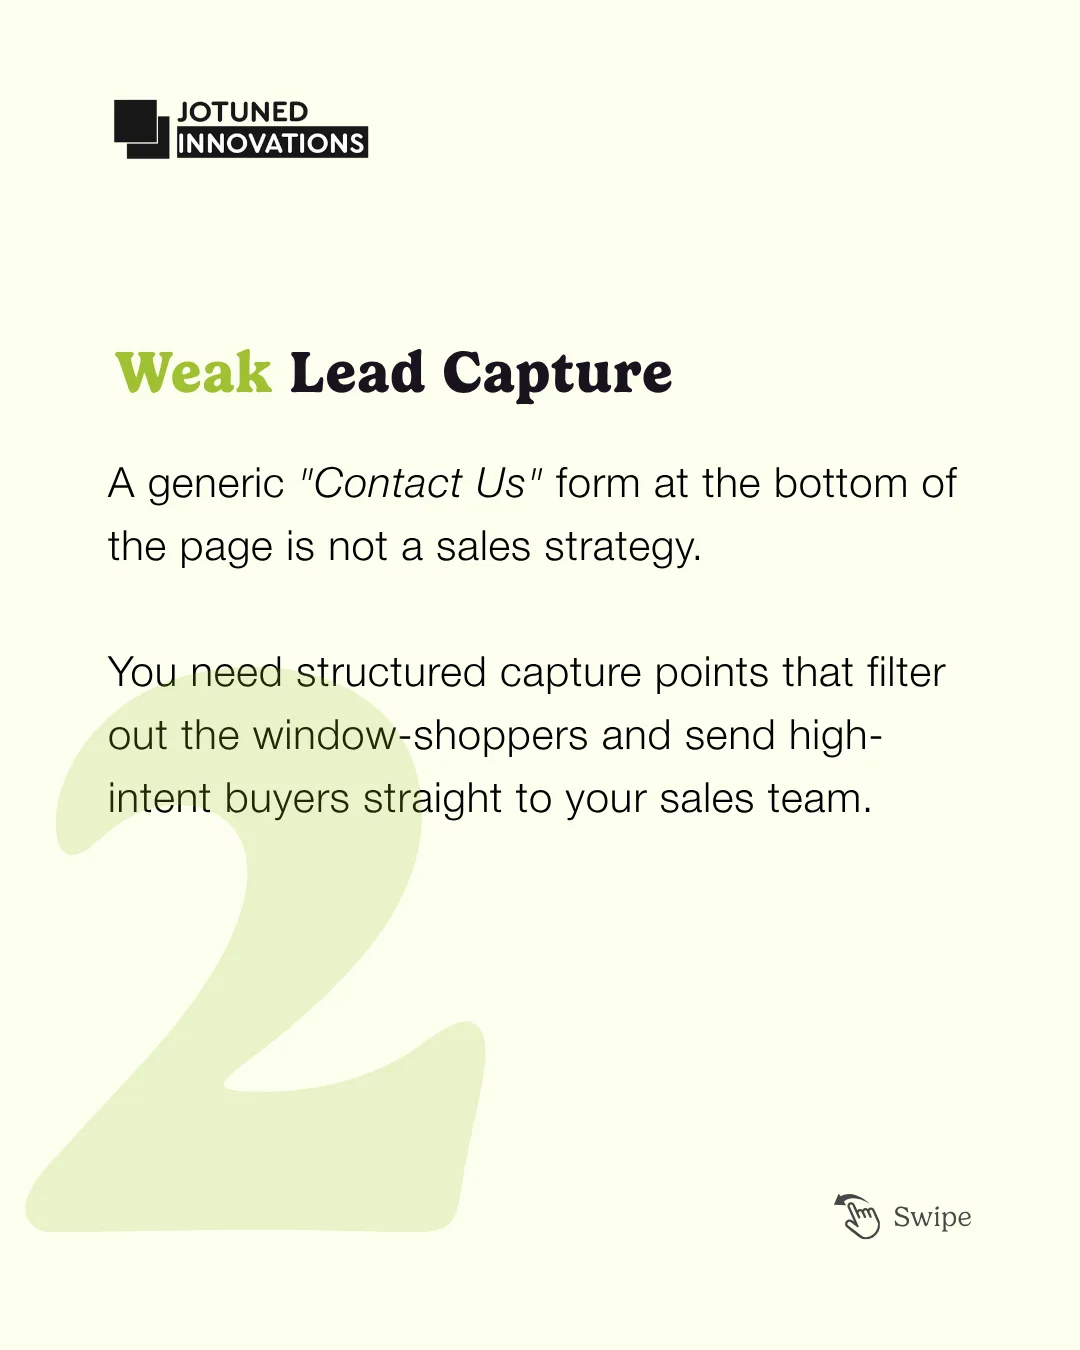 JOTUNED
INNOVATIONS
Weak Lead Capture
A generic "Contact Us" form at the bottom of
the page is not a sales strategy.
You need structured capture points that filter
out the window-shoppers and send high-
intent buyers straight to your sales team.
2
Swipe